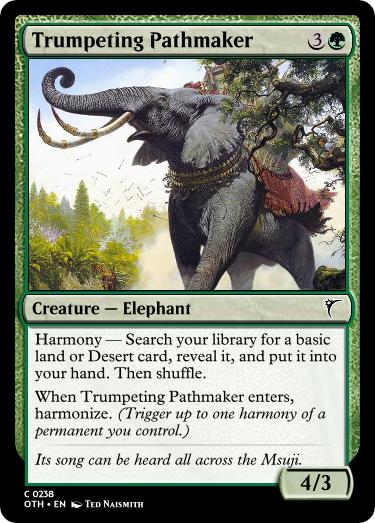 Trumpeting Pathmaker 3
Creature — Elephant
Harmony — Search your library for a basic
land or Desert card, reveal it, and put it into
your hand. Then shuffle.
When Trumpeting Pathmaker enters,
harmonize. (Trigger up to one harmony of a
permanent you control.)
Its song can be heard all across the Msuji.
4/3
C 0238
OTH • EN Ted Naismith